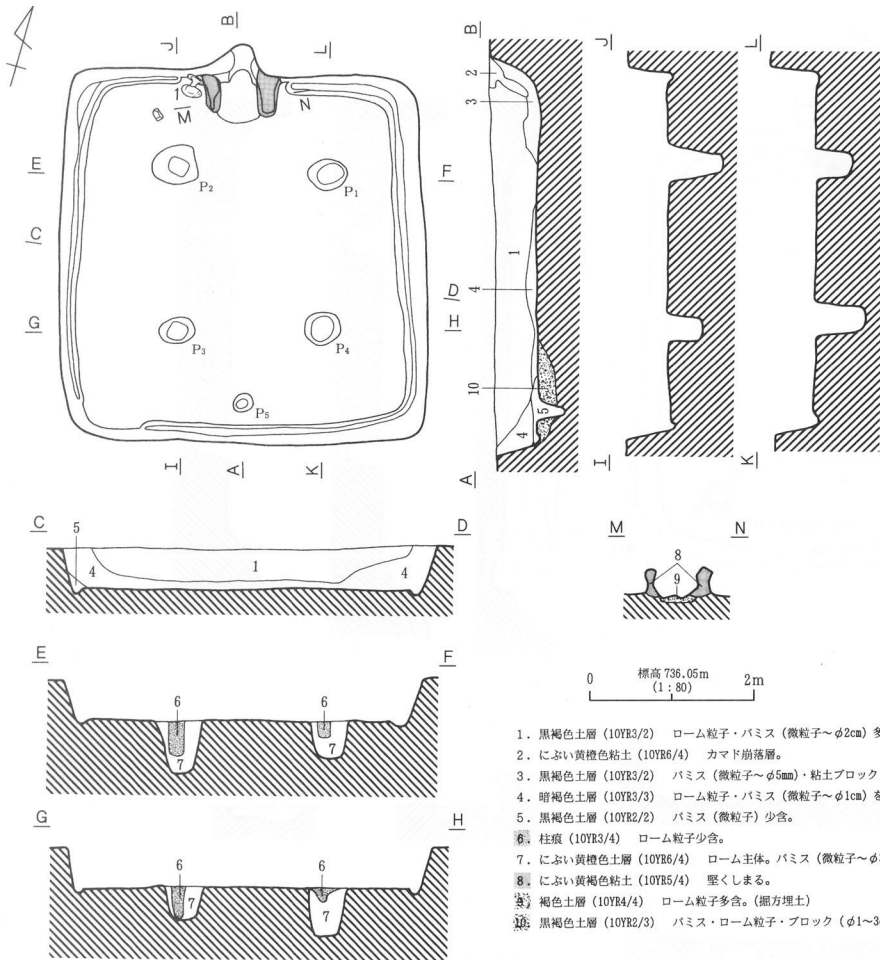 B
J
L
1
M
N
E
P₂
P₁
F
C
D
G
P₃
P₄
H
P₅
I
A
K
B
2
3
1
4
10
5
4
A
J
I
L
K
C
5
4
1
4
D
M
N
8
9
E
6
6
F
7
7
G
6
6
H
7
7
標高 736.05m
0 (1:80) 2m
1. 黒褐色土層 (10YR3/2) ローム粒子・パミス (微粒子～φ2cm) 多
2. にぶい黄橙色粘土 (10YR6/4) カマド崩落層。
3. 黒褐色土層 (10YR3/2) パミス (微粒子～φ5mm)・粘土ブロック
4. 暗褐色土層 (10YR3/3) ローム粒子・パミス (微粒子～φ1cm) を
5. 黒褐色土層 (10YR2/2) パミス (微粒子) 少含。
6. 柱痕 (10YR3/4) ローム粒子少含。
7. にぶい黄橙色土層 (10YR6/4) ローム主体。パミス (微粒子～φ
8. にぶい黄褐色粘土 (10YR5/4) 堅くしまる。
9. 褐色土層 (10YR4/4) ローム粒子多含。(掘方埋土)
10. 黒褐色土層 (10YR2/3) パミス・ローム粒子・ブロック (φ1～3